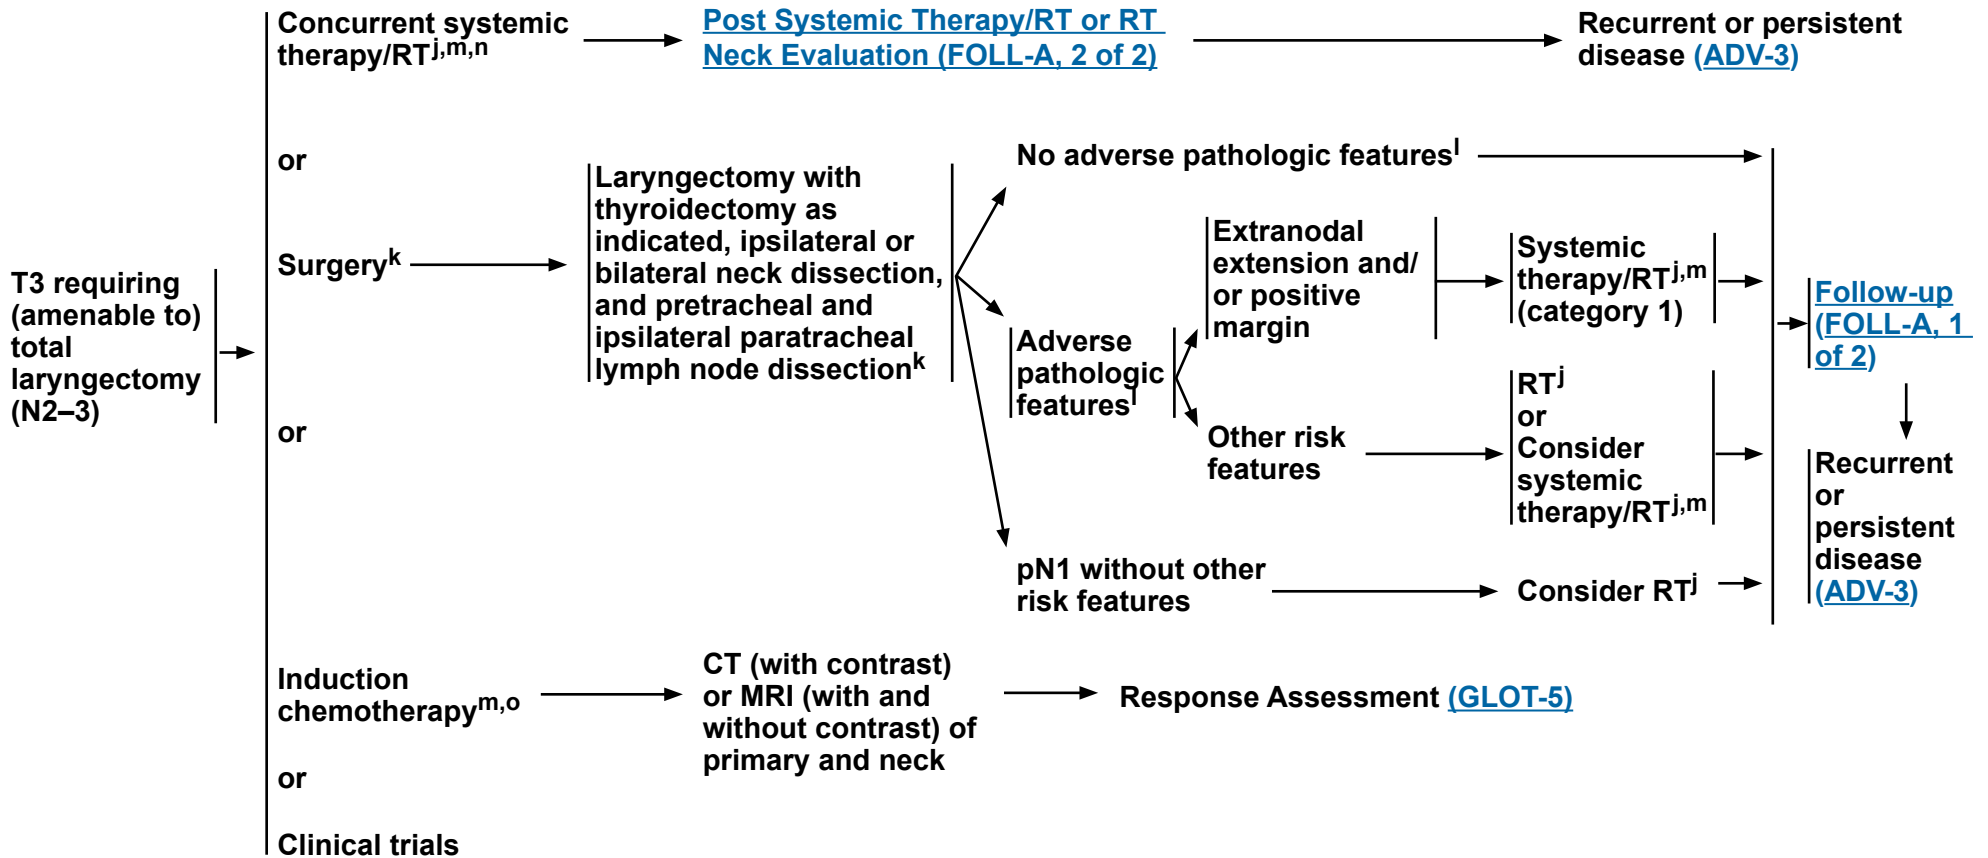 T3 requiring
(amenable to)
total
laryngectomy
(N2–3)
Concurrent systemic
therapy/RTj,m,n
Post Systemic Therapy/RT or RT
Neck Evaluation (FOLL-A, 2 of 2)
Recurrent or persistent
disease (ADV-3)
or
Surgeryk
Laryngectomy with
thyroidectomy as
indicated, ipsilateral or
bilateral neck dissection,
and pretracheal and
ipsilateral paratracheal
lymph node dissectionk
No adverse pathologic featuresl
Adverse
pathologic
featuresl
Extranodal
extension and/
or positive
margin
Systemic
therapy/RTj,m
(category 1)
Other risk
features
RTj
or
Consider
systemic
therapy/RTj,m
pN1 without other
risk features
Consider RTj
Follow-up
(FOLL-A, 1
of 2)
Recurrent
or
persistent
disease
(ADV-3)
or
Induction
chemotherapym,o
CT (with contrast)
or MRI (with and
without contrast) of
primary and neck
Response Assessment (GLOT-5)
or
Clinical trials